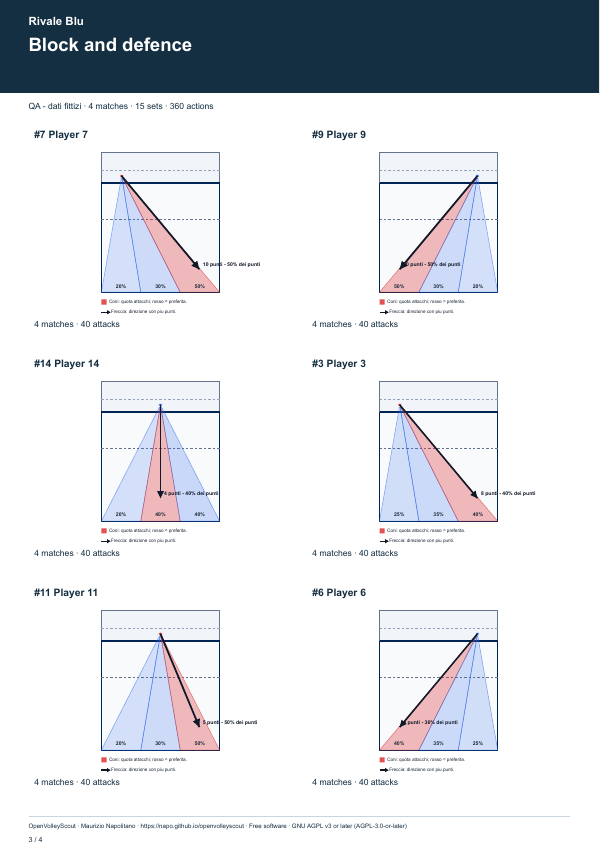 Rivale Blu
Block and defence
QA - dati fittizi · 4 matches · 15 sets · 360 actions
#7 Player 7
10 punti - 50% dei punti
20%
30%
50%
Coni: quota attacchi; rosso = preferita.
Freccia: direzione con piu punti.
4 matches · 40 attacks
#9 Player 9
punti - 50% dei punti
50%
30%
20%
Coni: quota attacchi; rosso = preferita.
Freccia: direzione con piu punti.
4 matches · 40 attacks
#14 Player 14
4 punti - 40% dei punti
20%
40%
40%
Coni: quota attacchi; rosso = preferita.
Freccia: direzione con piu punti.
4 matches · 40 attacks
#3 Player 3
8 punti - 40% dei punti
25%
35%
40%
Coni: quota attacchi; rosso = preferita.
Freccia: direzione con piu punti.
4 matches · 40 attacks
#11 Player 11
5 punti - 50% dei punti
20%
30%
50%
Coni: quota attacchi; rosso = preferita.
Freccia: direzione con piu punti.
4 matches · 40 attacks
#6 Player 6
punti - 36% dei punti
40%
35%
25%
Coni: quota attacchi; rosso = preferita.
Freccia: direzione con piu punti.
4 matches · 40 attacks
OpenVolleyScout · Maurizio Napolitano · https://napo.github.io/openvolleyscout · Free software · GNU AGPL v3 or later (AGPL-3.0-or-later)
3 / 4